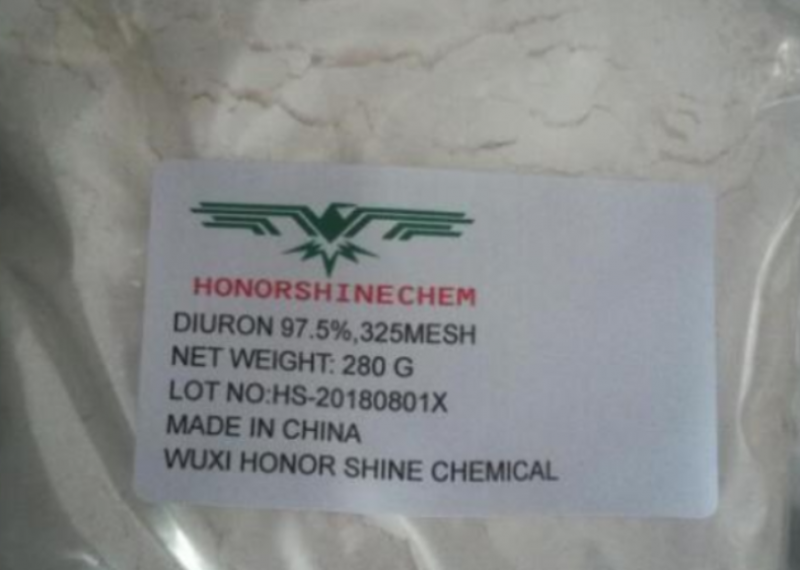 HONORSHINECHEM
DIURON 97.5%,325MESH
NET WEIGHT: 280 G
LOT NO:HS-20180801X
MADE IN CHINA
WUXI HONOR SHINE CHEMICAL